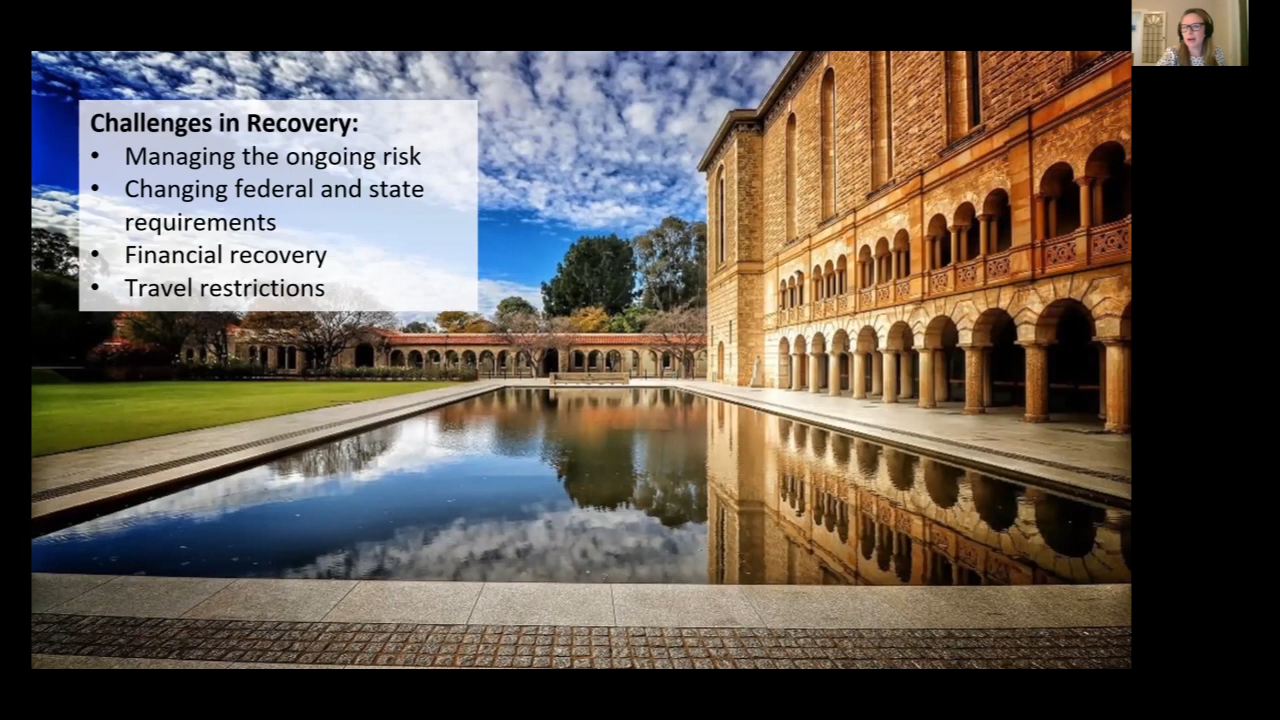 Challenges in Recovery:
• Managing the ongoing risk
• Changing federal and state
requirements
• Financial recovery
• Travel restrictions